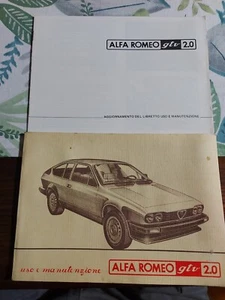 ALFA ROMEO gtv 2.0
AGGIORNAMENTO DEL LIBRETTO USO E MANUTENZIONE
uso e manutenzione
ALFA ROMEO gtv 2.0